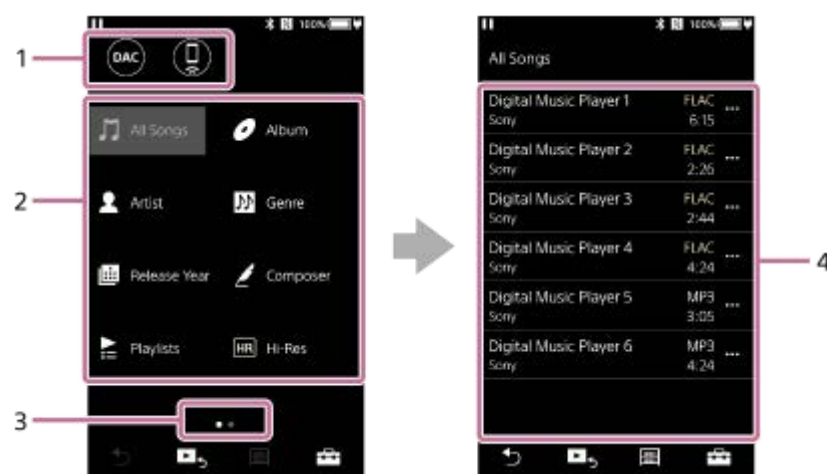 100%
DAC
1
All Songs
Album
2
Artist
Genre
Release Year
Composer
Playlists
HR Hi-Res
3
100%
All Songs
Digital Music Player 1 FLAC
Sony 6:15
Digital Music Player 2 FLAC
Sony 2:26
Digital Music Player 3 FLAC
Sony 2:44
Digital Music Player 4 FLAC
Sony 4:24
Digital Music Player 5 MP3
Sony 3:05
Digital Music Player 6 MP3
Sony 4:24
4